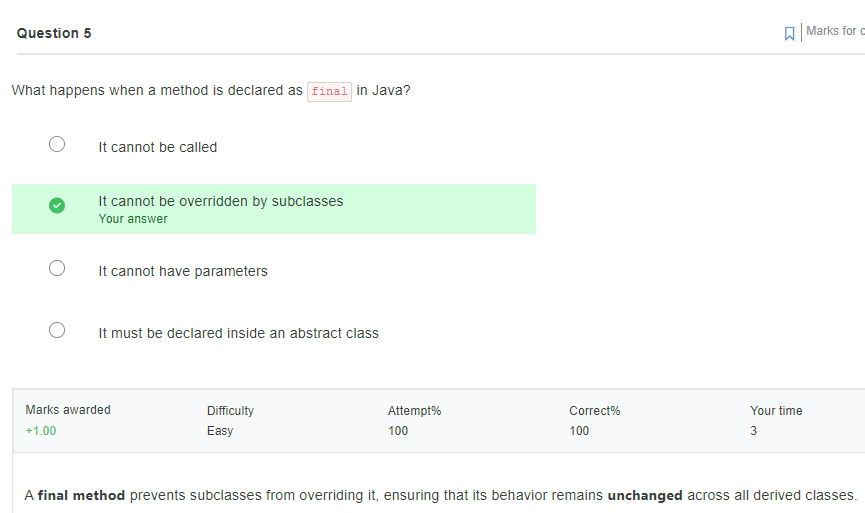 Question 5
Marks for
What happens when a method is declared as final in Java?
It cannot be called
It cannot be overridden by subclasses
Your answer
It cannot have parameters
It must be declared inside an abstract class
Marks awarded Difficulty Attempt% Correct% Your time
+1.00 Easy 100 100 3
A final method prevents subclasses from overriding it, ensuring that its behavior remains unchanged across all derived classes.